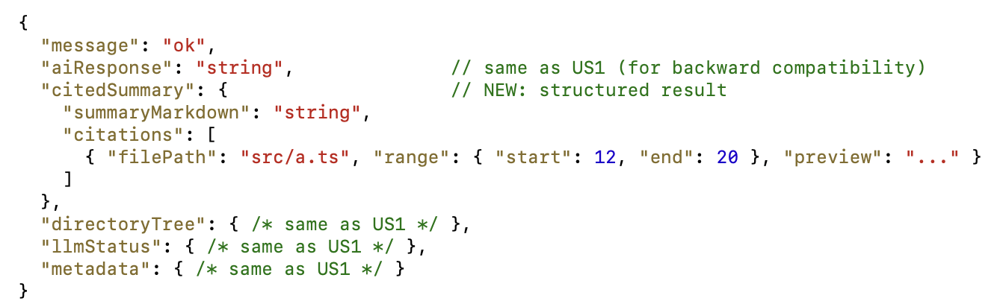 {
  "message": "ok",
  "aiResponse": "string",              // same as US1 (for backward compatibility)
  "citedSummary": {                    // NEW: structured result
    "summaryMarkdown": "string",
    "citations": [
      { "filePath": "src/a.ts", "range": { "start": 12, "end": 20 }, "preview": "..." }
    ]
  },
  "directoryTree": { /* same as US1 */ },
  "llmStatus": { /* same as US1 */ },
  "metadata": { /* same as US1 */ }
}